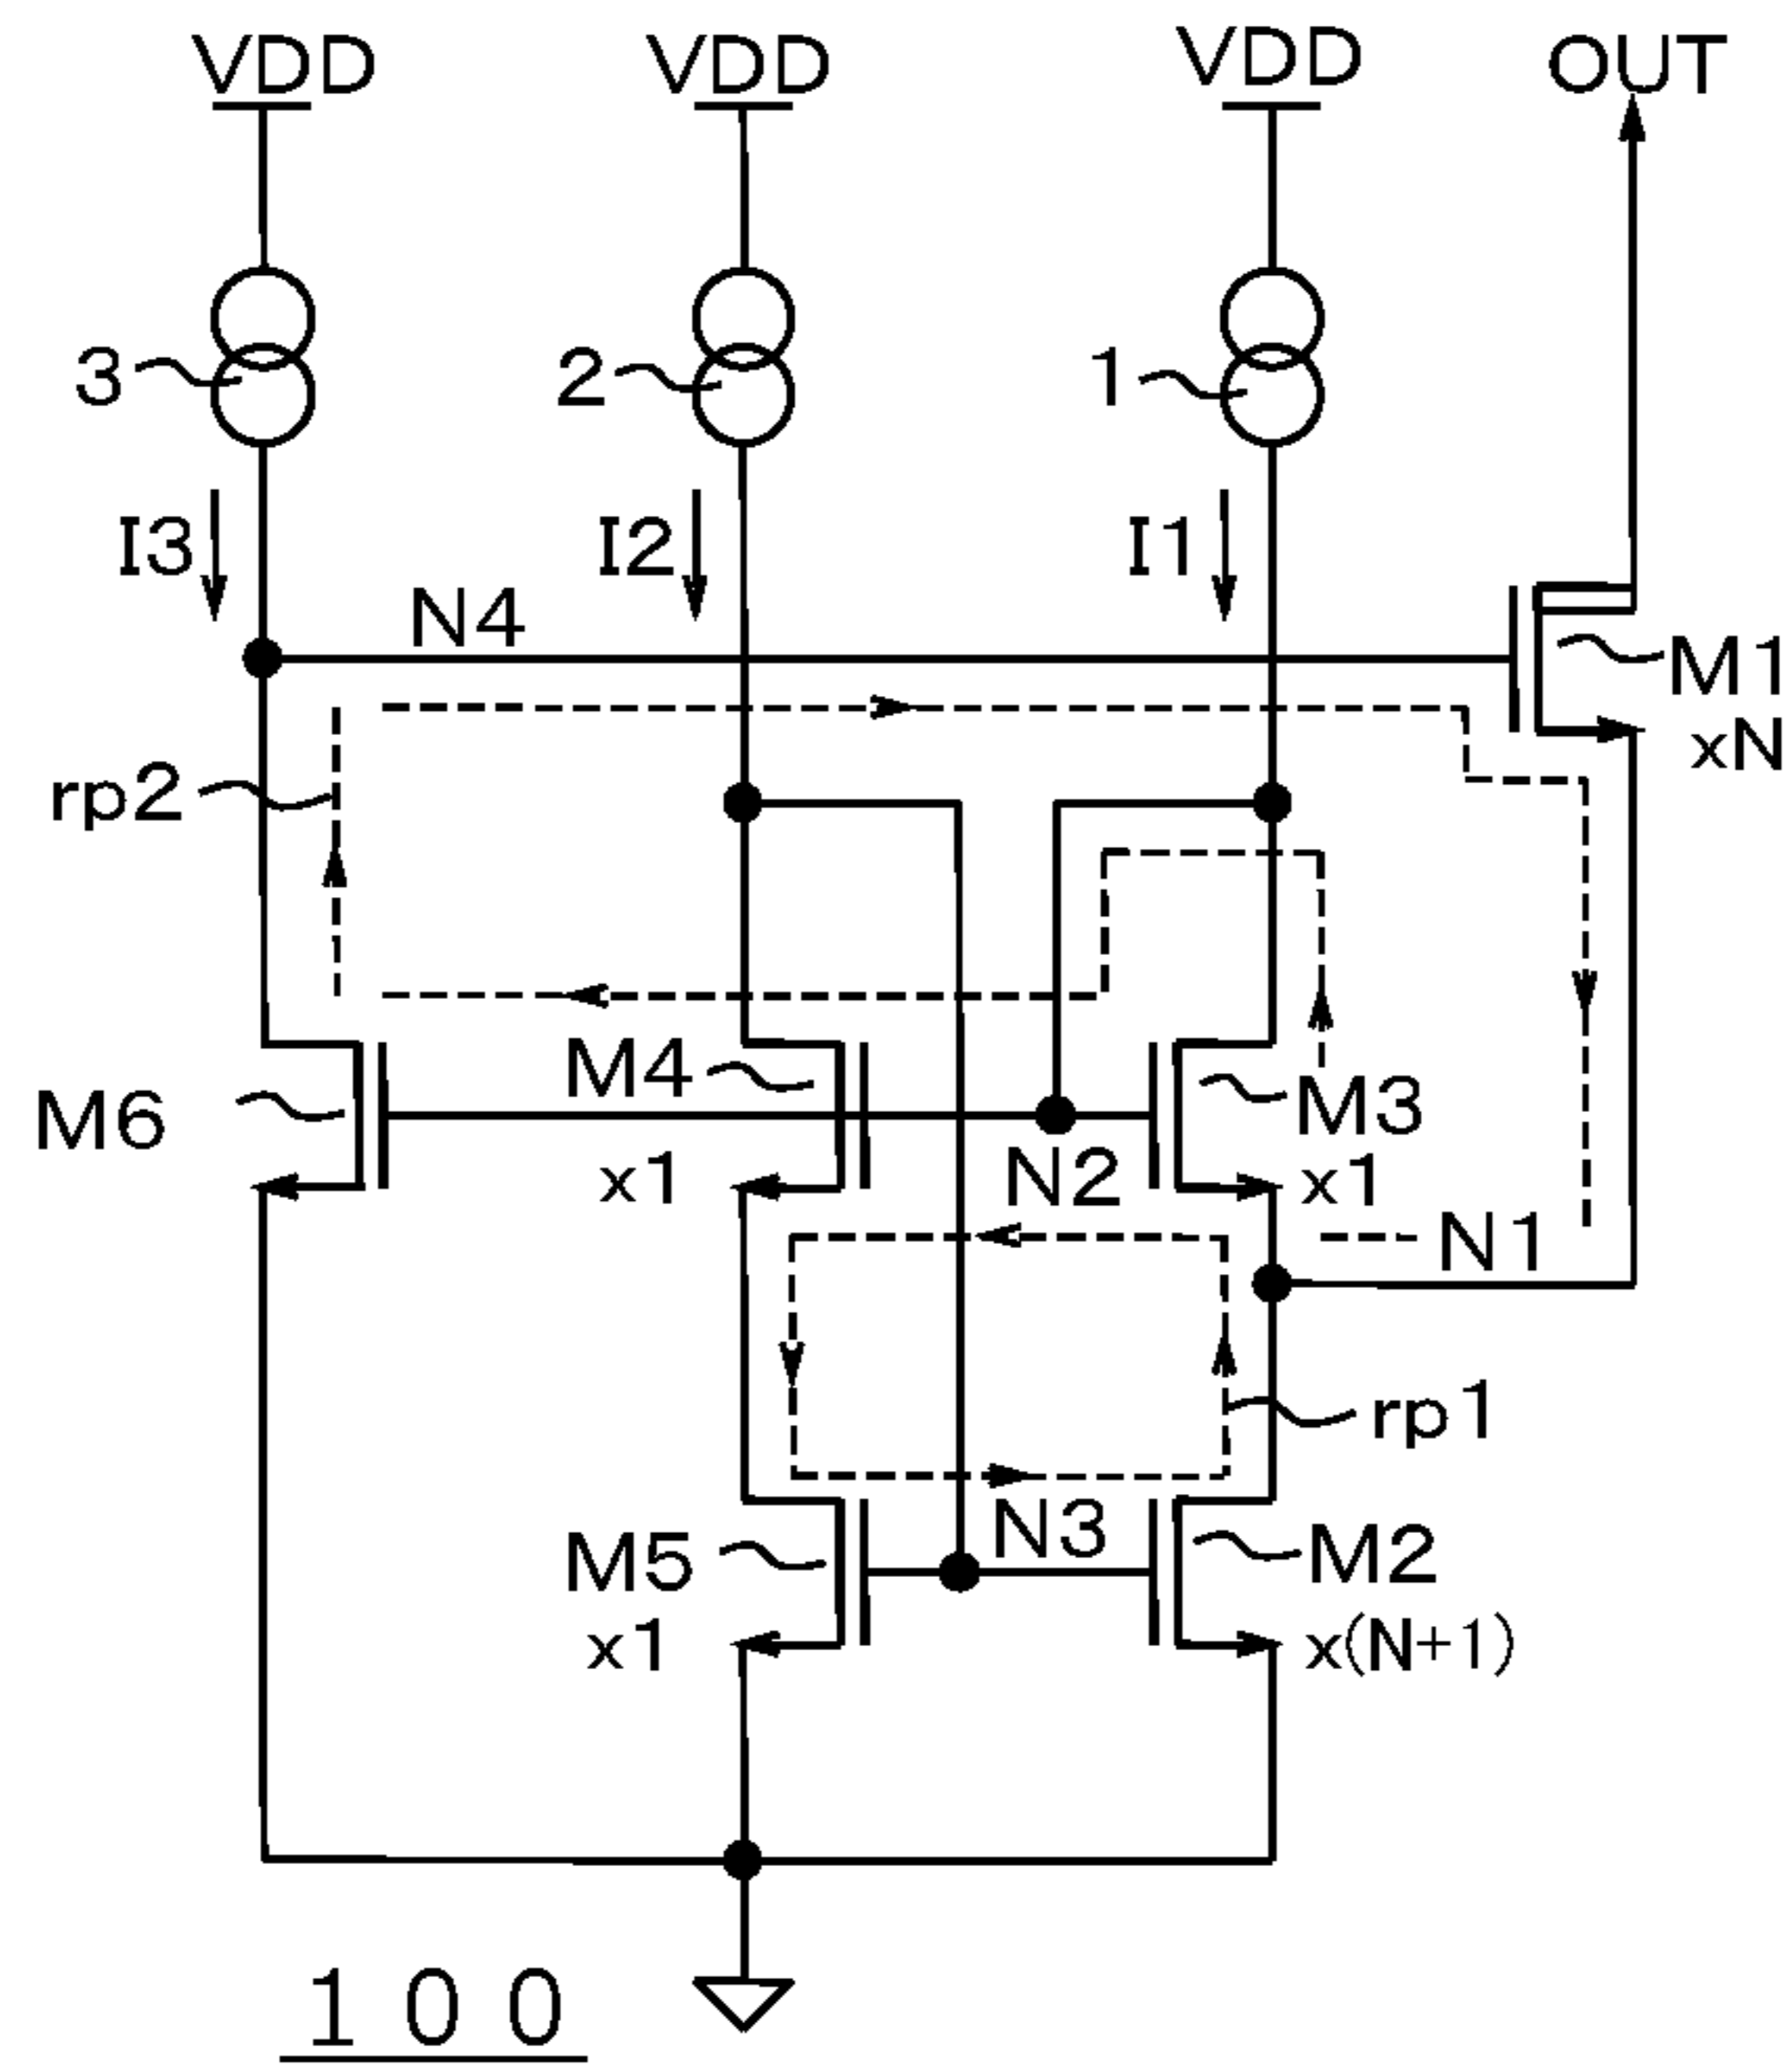 VDD VDD VDD OUT
3 2 1
I3 I2 I1
N4
M1
xN
rp2
M4
M6 M3
x1 N2 x1
N1
rp1
N3
M5 M2
x1 x(N+1)
100